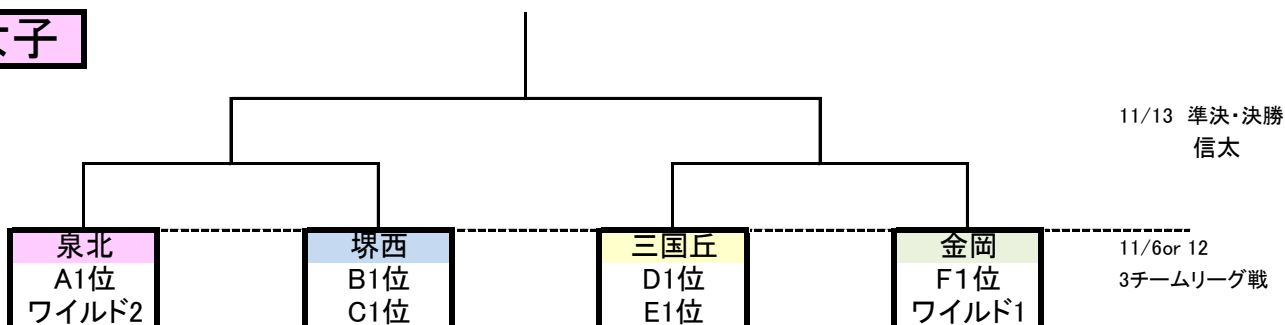 女子
11/13 準決・決勝
信太
泉北
A1位
ワイルド2
堺西
B1位
C1位
三国丘
D1位
E1位
金岡
F1位
ワイルド1
11/6or 12
3チームリーグ戦